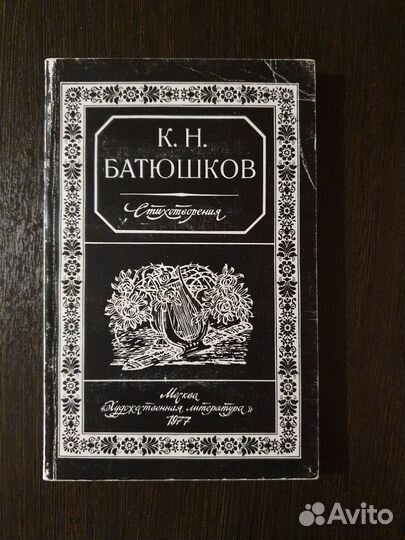 К. Н.
БАТЮШКОВ
Стихотворения
Москва
«Художественная литература»
1977
Avito